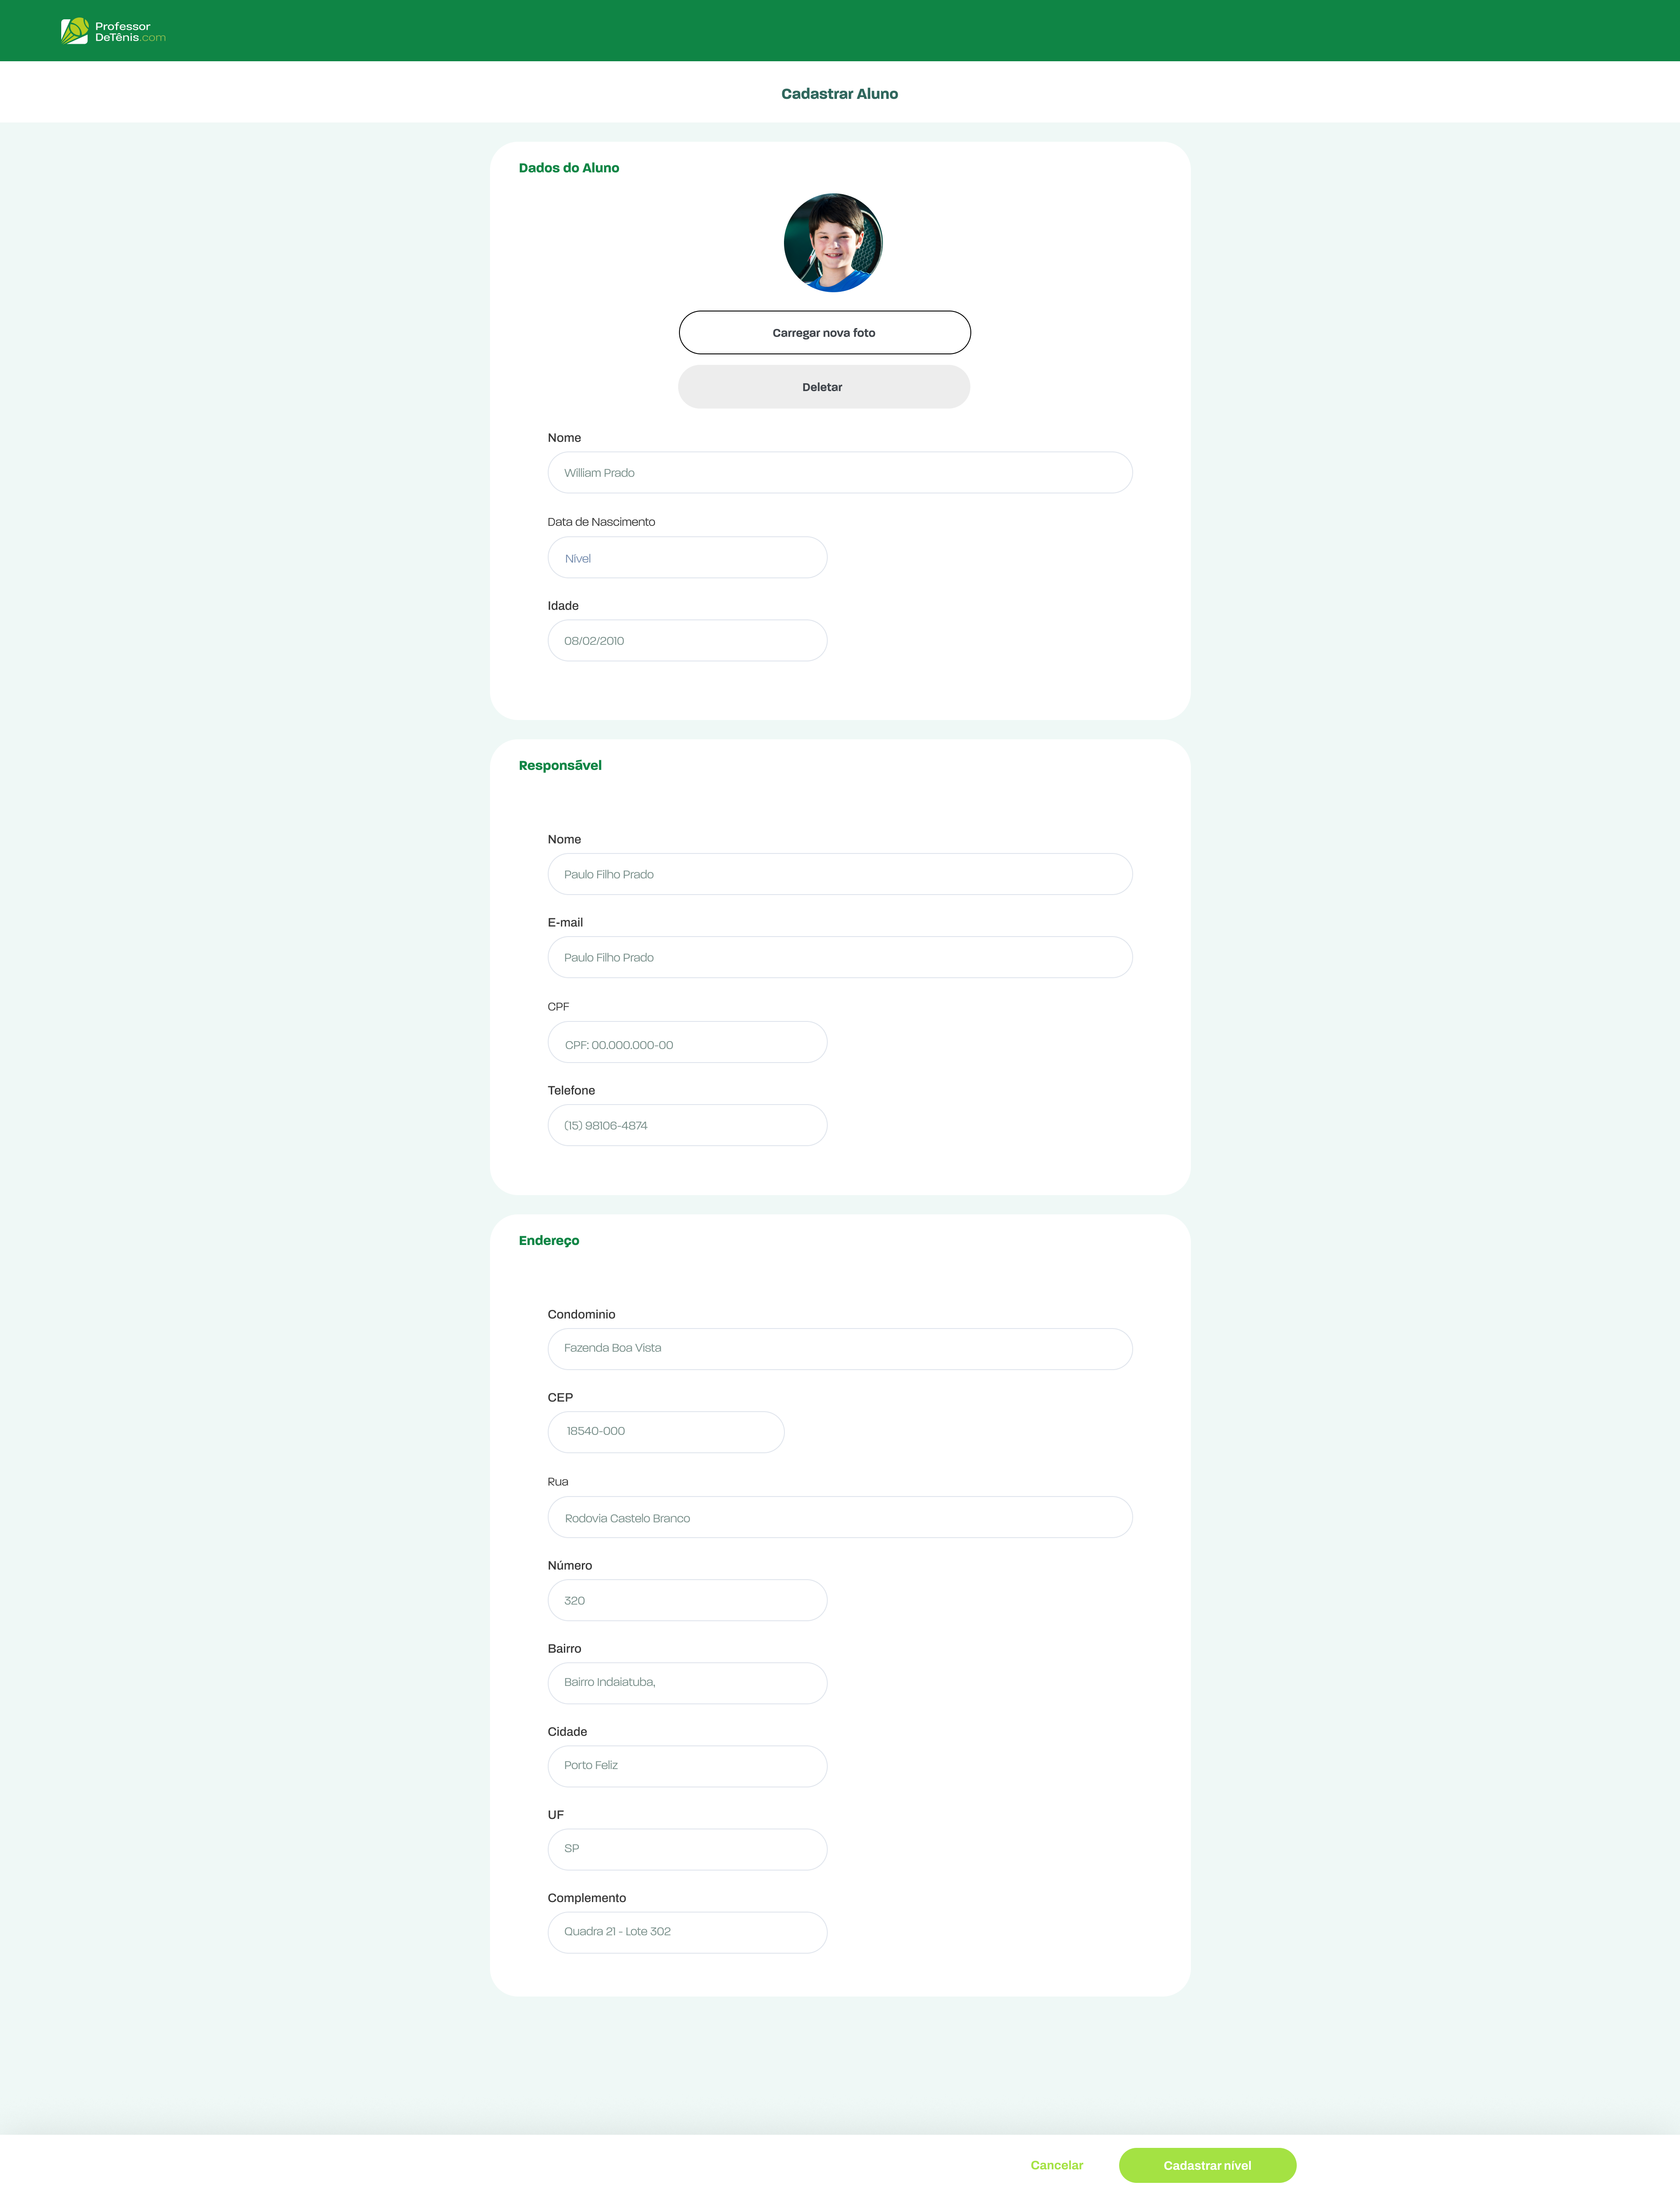 Professor
DeTênis.com
Cadastrar Aluno
Dados do Aluno
Carregar nova foto
Deletar
Nome
William Prado
Data de Nascimento
Nível
Idade
08/02/2010
Responsável
Nome
Paulo Filho Prado
E-mail
Paulo Filho Prado
CPF
CPF: 00.000.000-00
Telefone
(15) 98106-4874
Endereço
Condominio
Fazenda Boa Vista
CEP
18540-000
Rua
Rodovia Castelo Branco
Número
320
Bairro
Bairro Indaiatuba,
Cidade
Porto Feliz
UF
SP
Complemento
Quadra 21 - Lote 302
Cancelar
Cadastrar nível